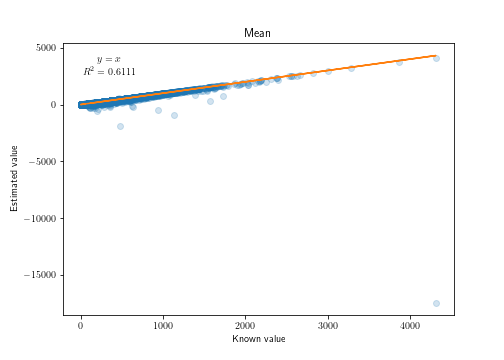 Mean
5000
y = x
R² = 0.6111
0
−5000
−10000
−15000
Estimated value
0 1000 2000 3000 4000
Known value